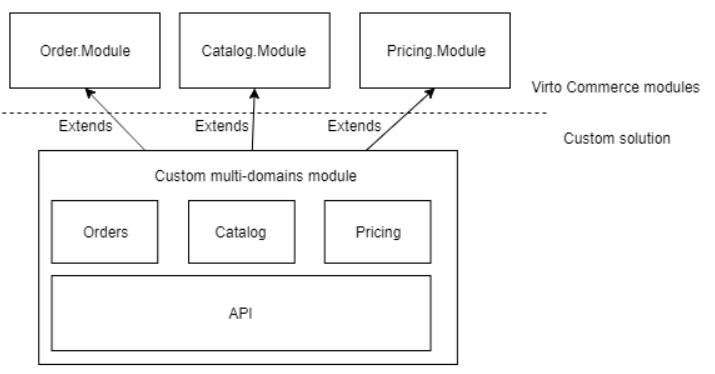 Order.Module
Catalog.Module
Pricing.Module
Virto Commerce modules
Extends
Extends
Extends
Custom solution
Custom multi-domains module
Orders
Catalog
Pricing
API